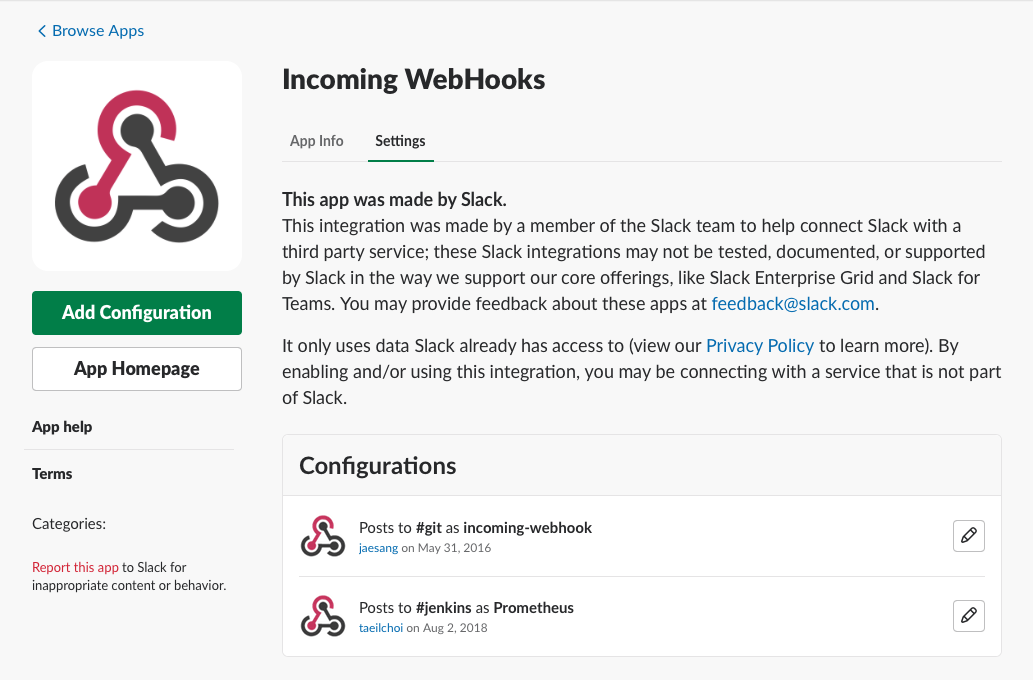 Browse Apps
Incoming WebHooks
App Info Settings
This app was made by Slack.
This integration was made by a member of the Slack team to help connect Slack with a
third party service; these Slack integrations may not be tested, documented, or supported
by Slack in the way we support our core offerings, like Slack Enterprise Grid and Slack for
Teams. You may provide feedback about these apps at feedback@slack.com.
It only uses data Slack already has access to (view our Privacy Policy to learn more). By
enabling and/or using this integration, you may be connecting with a service that is not part
of Slack.
Add Configuration
App Homepage
App help
Terms
Categories:
Report this app to Slack for
inappropriate content or behavior.
Configurations
Posts to #git as incoming-webhook
jaesang on May 31, 2016
Posts to #jenkins as Prometheus
taeilchoi on Aug 2, 2018